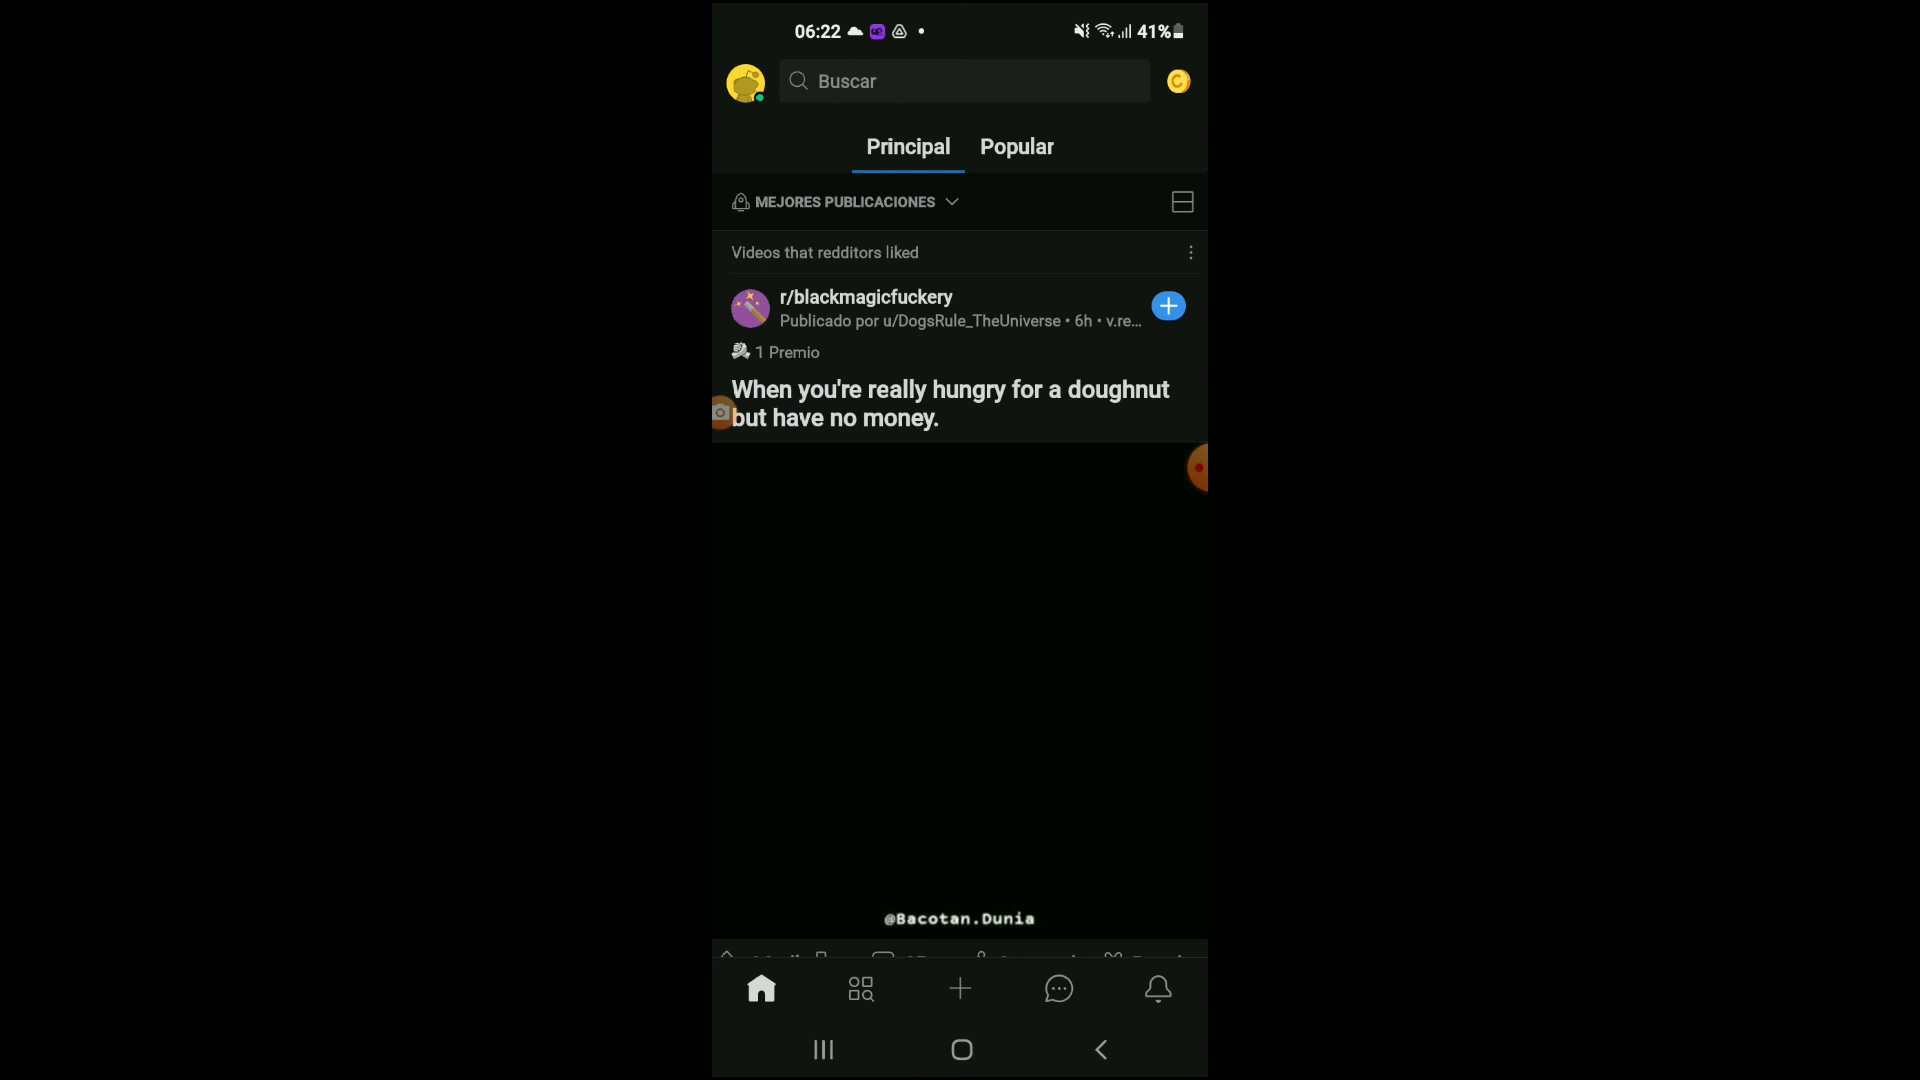 06:22
41%
Buscar
Principal Popular
MEJORES PUBLICACIONES
Videos that redditors liked
r/blackmagicfuckery
Publicado por u/DogsRule_TheUniverse • 6h • v.re...
1 Premio
When you're really hungry for a doughnut
but have no money.
@Bacotan.Dunia